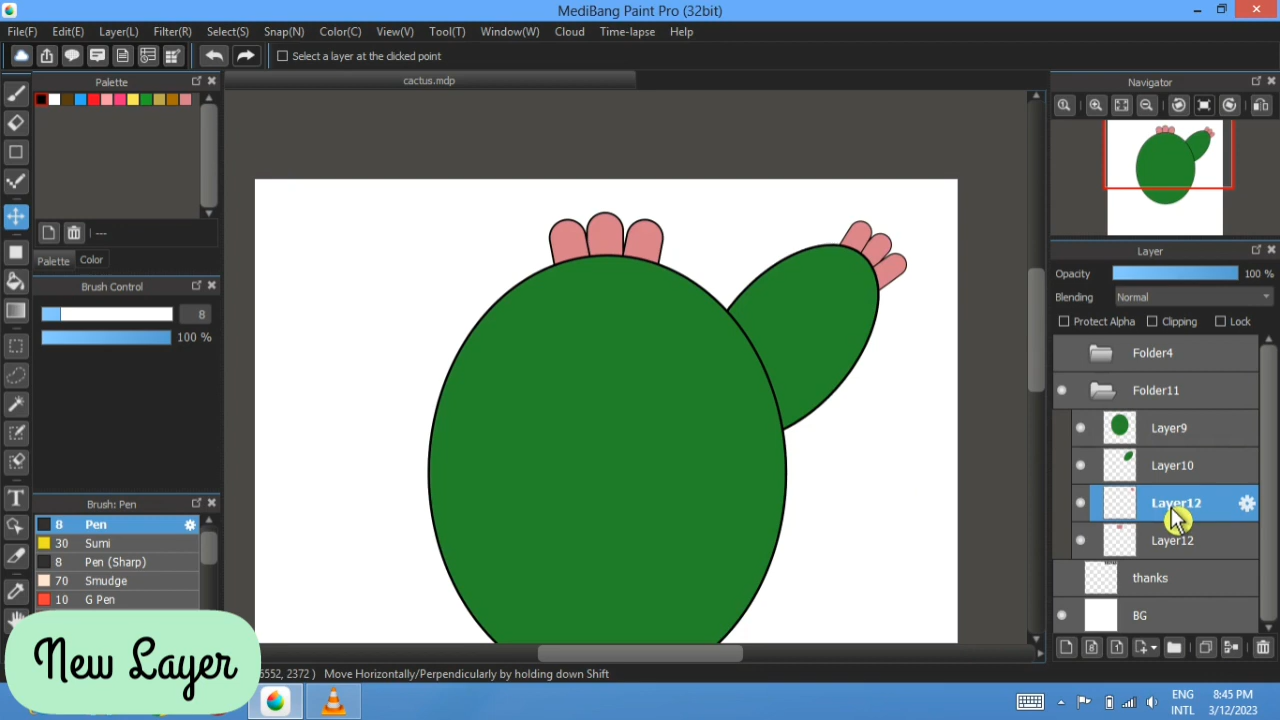 MediBang Paint Pro (32bit)
File(F) Edit(E) Layer(L) Filter(R) Select(S) Snap(N) Color(C) View(V) Tool(T) Window(W) Cloud Time-lapse Help
Select a layer at the clicked point
Palette
cactus.mdp
Navigator
---
Palette Color
Brush Control
8
100 %
Layer
Opacity 100 %
Blending Normal
Protect Alpha Clipping Lock
Folder4
Folder11
Layer9
Layer10
Layer12
Layer12
thanks
BG
Brush: Pen
8 Pen
30 Sumi
8 Pen (Sharp)
70 Smudge
10 G Pen
New Layer
6552, 2372 ) Move Horizontally/Perpendicularly by holding down Shift
ENG
INTL
8:45 PM
3/12/2023